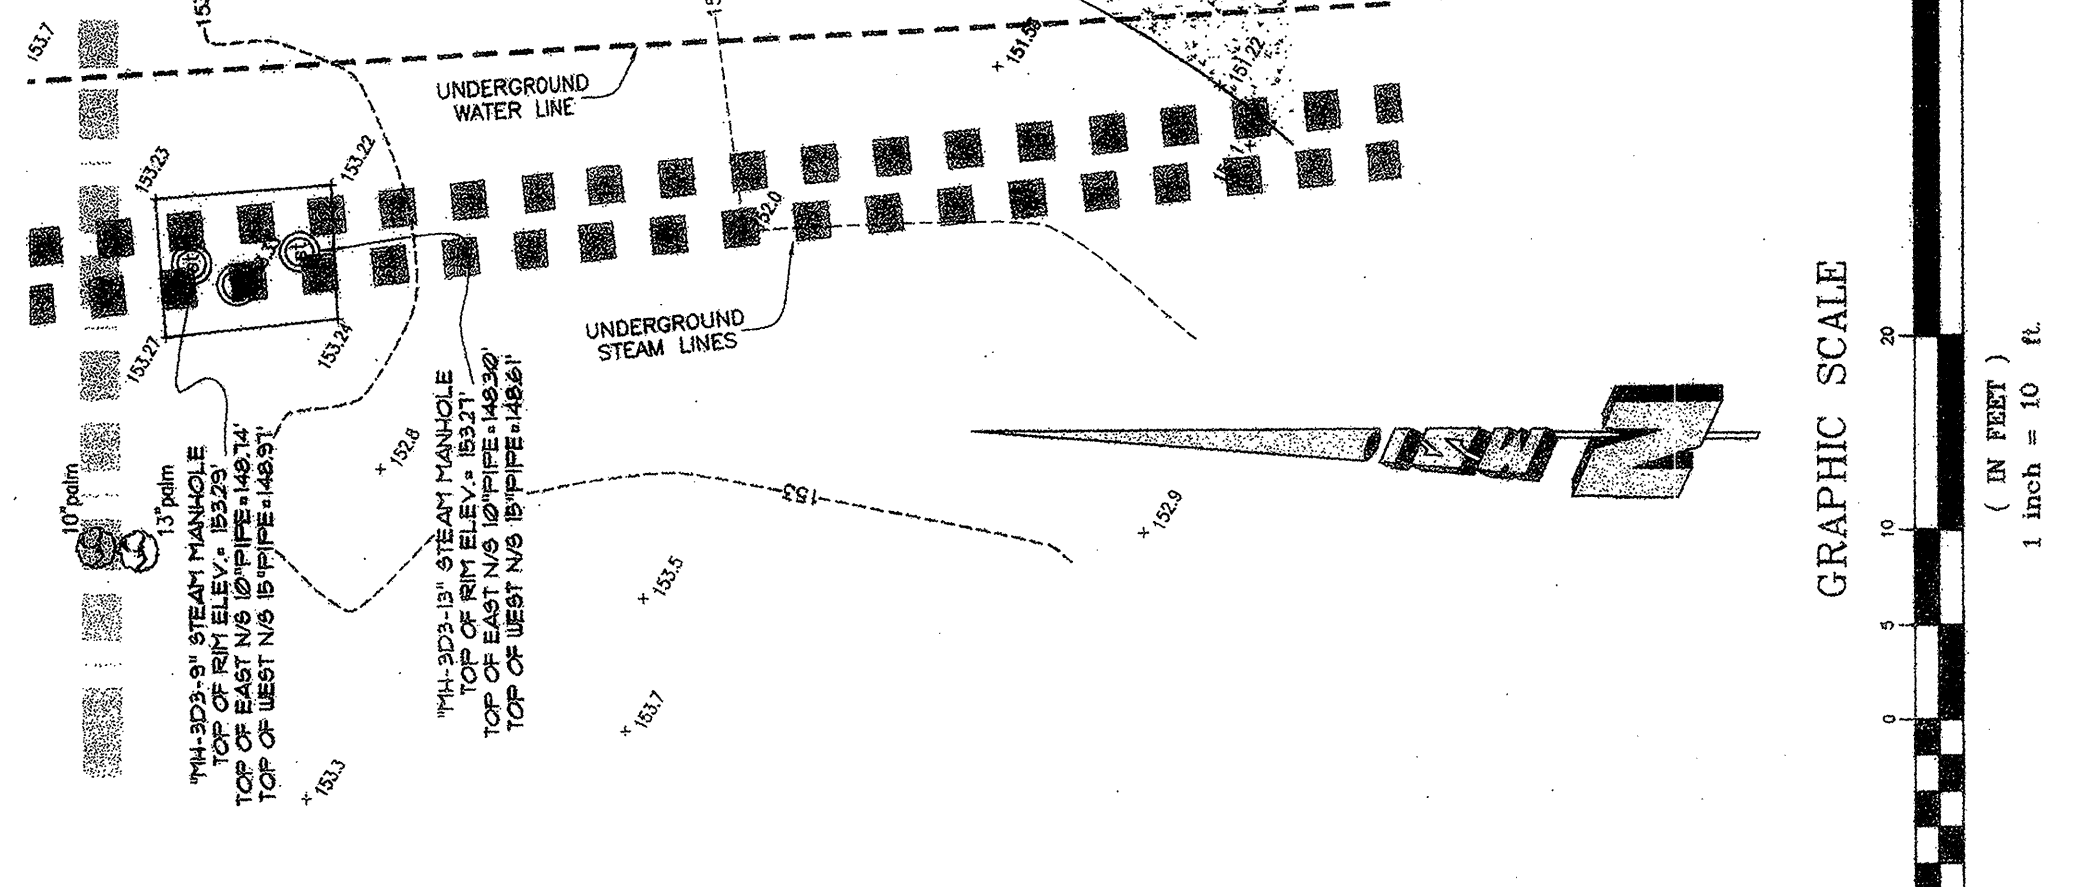 153.7
151.58
151.22
UNDERGROUND
WATER LINE
153.23
153.22
152.0
153.27
153.24
UNDERGROUND
STEAM LINES
"MH-3D3-9" STEAM MANHOLE
TOP OF RIM ELEV.= 153.29'
TOP OF EAST N/S 10"PIPE=148.74'
TOP OF WEST N/S 15"PIPE=148.97'
"MH-3D3-13" STEAM MANHOLE
TOP OF RIM ELEV.= 153.27'
TOP OF EAST N/S 10"PIPE=148.30'
TOP OF WEST N/S 15"PIPE=148.61'
10"palm
13"palm
152.8
153
152.9
153.5
153.7
153.3
GRAPHIC SCALE
20
10
5
0
( IN FEET )
1 inch = 10 ft.